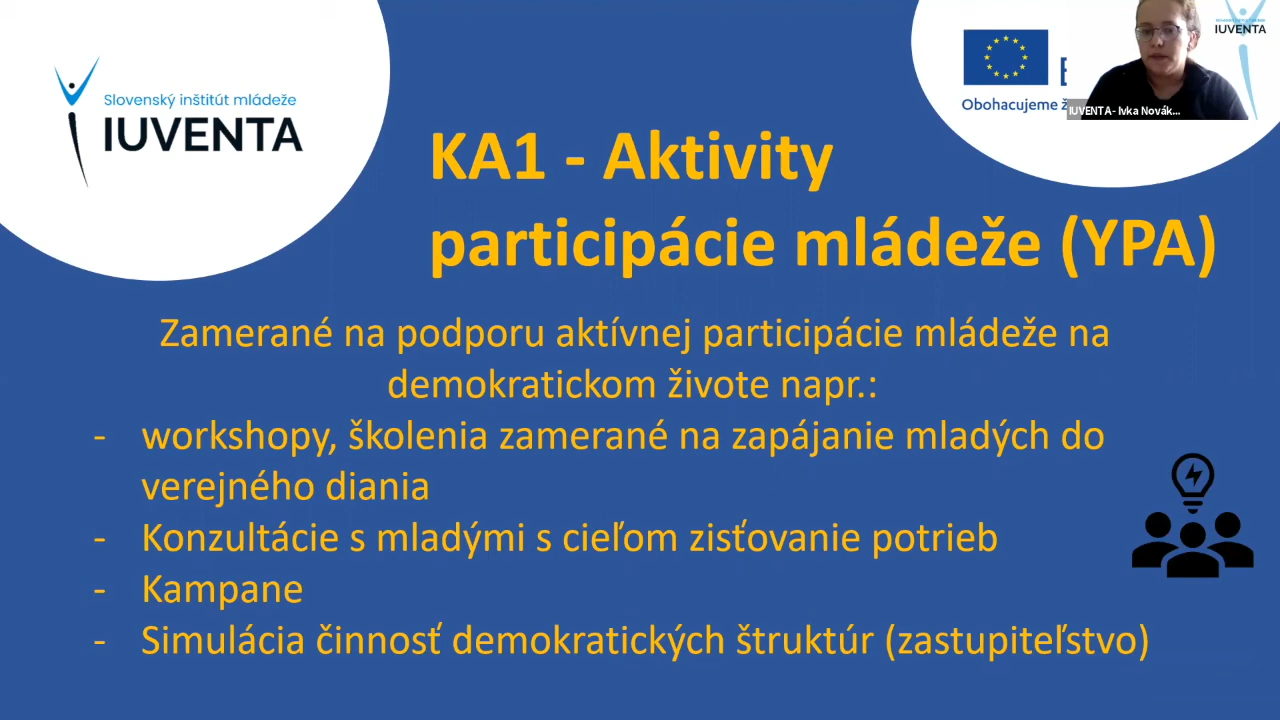 Slovenský inštitút mládeže
IUVENTA
Obohacujeme
IUVENTA
IUVENTA - Ivka Novák...
KA1 - Aktivity
participácie mládeže (YPA)
Zamerané na podporu aktívnej participácie mládeže na
demokratickom živote napr.:
- workshopy, školenia zamerané na zapájanie mladých do
verejného diania
- Konzultácie s mladými s cieľom zisťovanie potrieb
- Kampane
- Simulácia činnosť demokratických štruktúr (zastupiteľstvo)